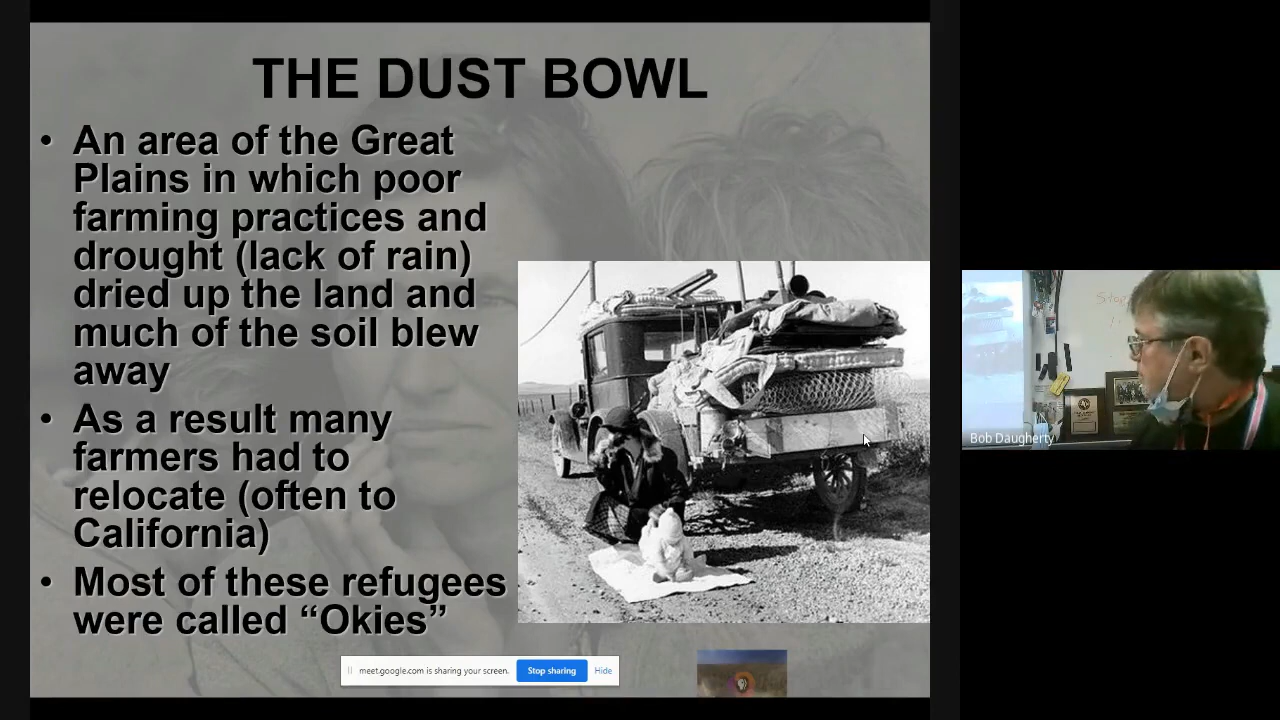 THE DUST BOWL
• An area of the Great
Plains in which poor
farming practices and
drought (lack of rain)
dried up the land and
much of the soil blew
away
• As a result many
farmers had to
relocate (often to
California)
• Most of these refugees
were called “Okies”
meet.google.com is sharing your screen.
Stop sharing
Hide
Bob Daugherty